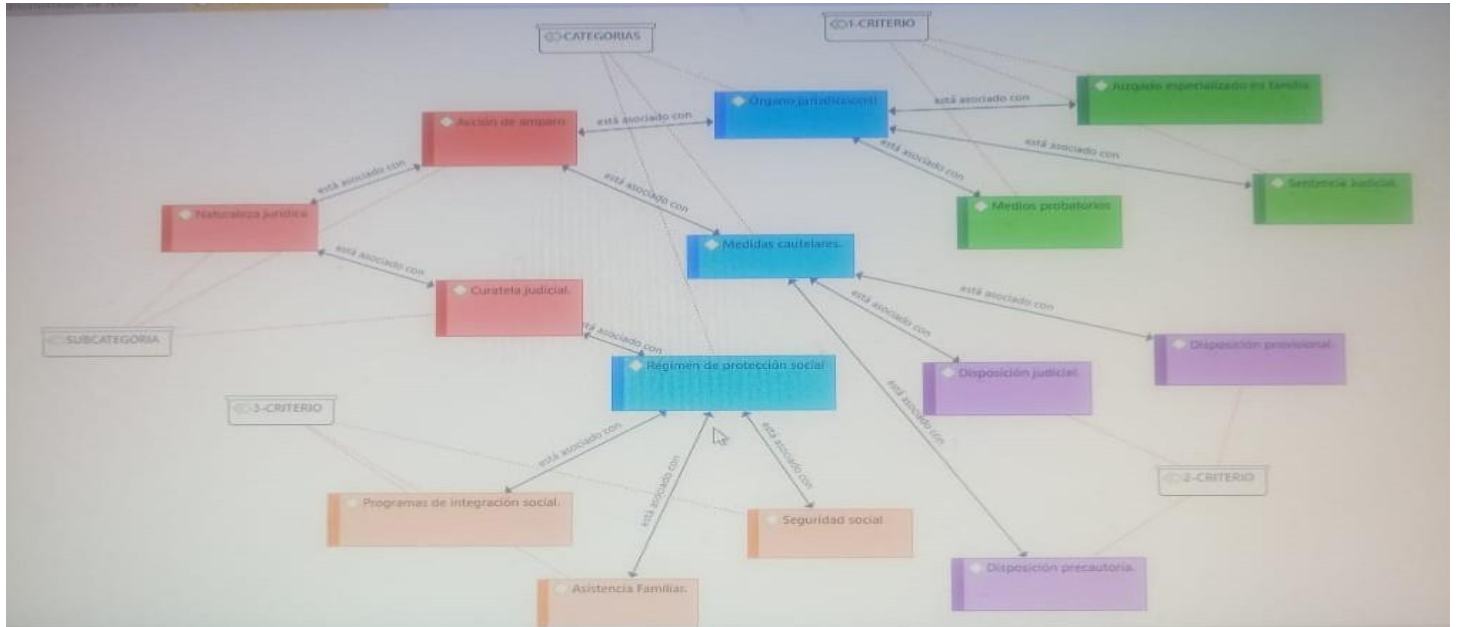 CATEGORIAS
1-CRITERIO
Juzgado especializado en familia
Órgano jurisdiccional
está asociado con
Acción de amparo
está asociado con
está asociado con
está asociado con
está asociado con
está asociado con
Sentencia judicial.
Naturaleza jurídica
Medios probatorios
Medidas cautelares.
está asociado con
Curatela judicial.
está asociado con
está asociado con
SUBCATEGORIA
está asociado con
Disposición provisional.
Régimen de protección social
Disposición judicial.
3-CRITERIO
está asociado con
está asociado con
está asociado con
está asociado con
2-CRITERIO
Programas de integración social.
Seguridad social
Disposición precautoria.
Asistencia Familiar.